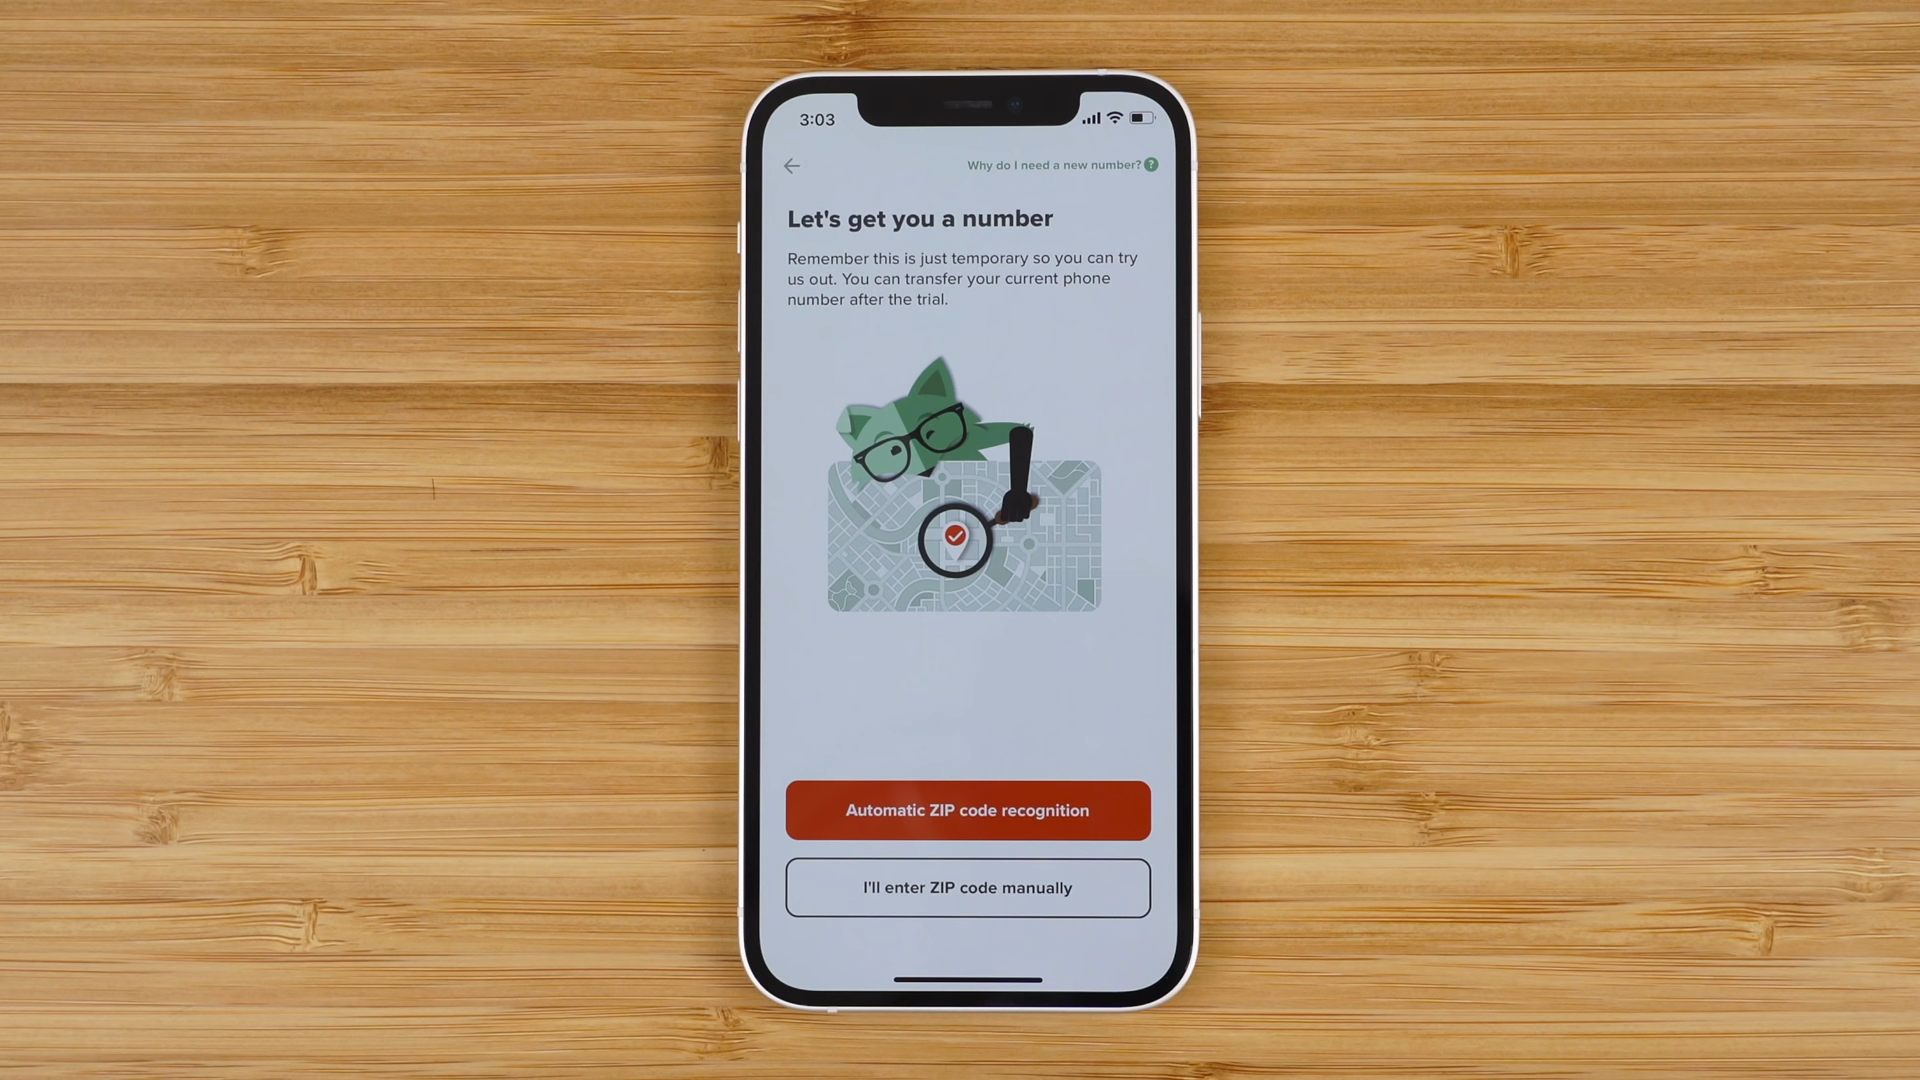 3:03
Why do I need a new number? ?
Let's get you a number
Remember this is just temporary so you can try
us out. You can transfer your current phone
number after the trial.
Automatic ZIP code recognition
I'll enter ZIP code manually